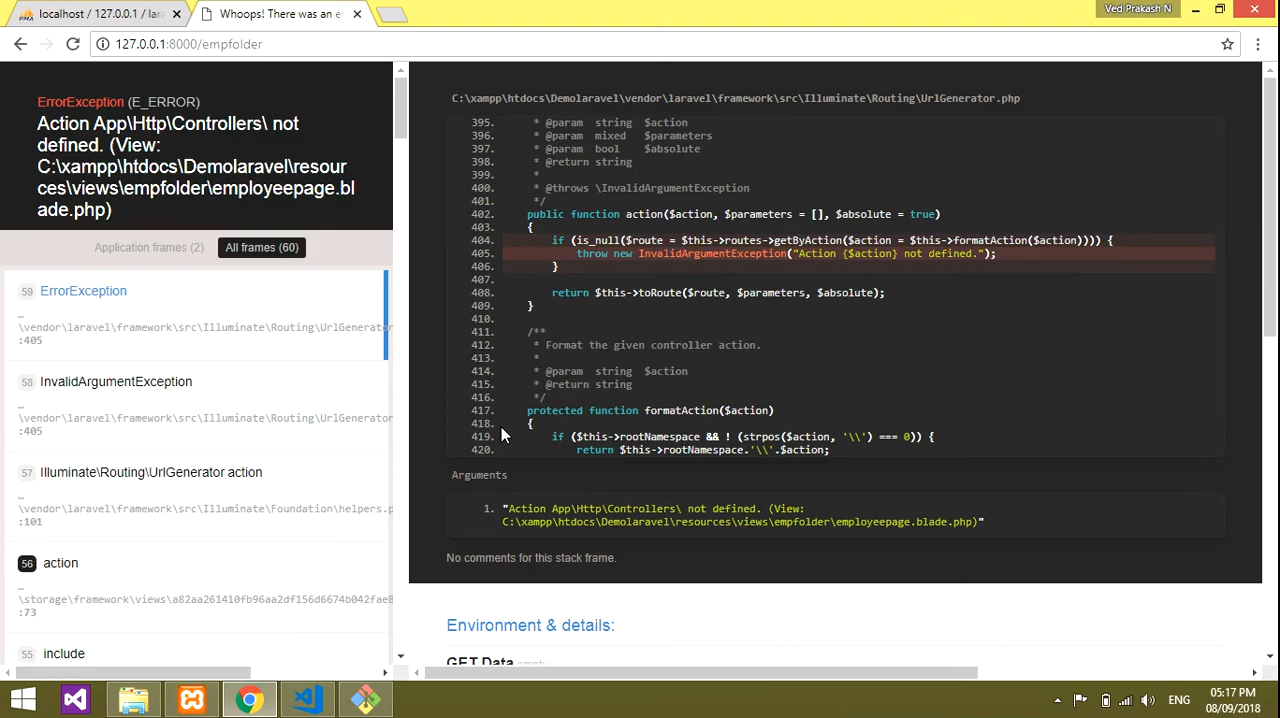 localhost / 127.0.0.1 / lar
Whoops! There was an e
Ved Prakash N
127.0.0.1:8000/empfolder
ErrorException (E_ERROR)
Action App\Http\Controllers\ not
defined. (View:
C:\xampp\htdocs\Demolaravel\resour
ces\views\empfolder\employeepage.bl
ade.php)
Application frames (2)
All frames (60)
59 ErrorException
…
\vendor\laravel\framework\src\Illuminate\Routing\UrlGenerator
:405
58 InvalidArgumentException
…
\vendor\laravel\framework\src\Illuminate\Routing\UrlGenerator
:405
57 Illuminate\Routing\UrlGenerator action
…
\vendor\laravel\framework\src\Illuminate\Foundation\helpers.p
:101
56 action
…
\storage\framework\views\a82aa261410fb96aa2df156d6674b042fae8
:73
55 include
C:\xampp\htdocs\Demolaravel\vendor\laravel\framework\src\Illuminate\Routing\UrlGenerator.php
395. * @param string $action
396. * @param mixed $parameters
397. * @param bool $absolute
398. * @return string
399. *
400. * @throws \InvalidArgumentException
401. */
402. public function action($action, $parameters = [], $absolute = true)
403. {
404. if (is_null($route = $this->routes->getByAction($action = $this->formatAction($action)))) {
405. throw new InvalidArgumentException("Action {$action} not defined.");
406. }
407.
408. return $this->toRoute($route, $parameters, $absolute);
409. }
410.
411. /**
412. * Format the given controller action.
413. *
414. * @param string $action
415. * @return string
416. */
417. protected function formatAction($action)
418. {
419. if ($this->rootNamespace && ! (strpos($action, '\\') === 0)) {
420. return $this->rootNamespace.'\\'.$action;
Arguments
1. "Action App\Http\Controllers\ not defined. (View:
C:\xampp\htdocs\Demolaravel\resources\views\empfolder\employeepage.blade.php)"
No comments for this stack frame.
Environment & details:
GET Data empty
ENG
05:17 PM
08/09/2018